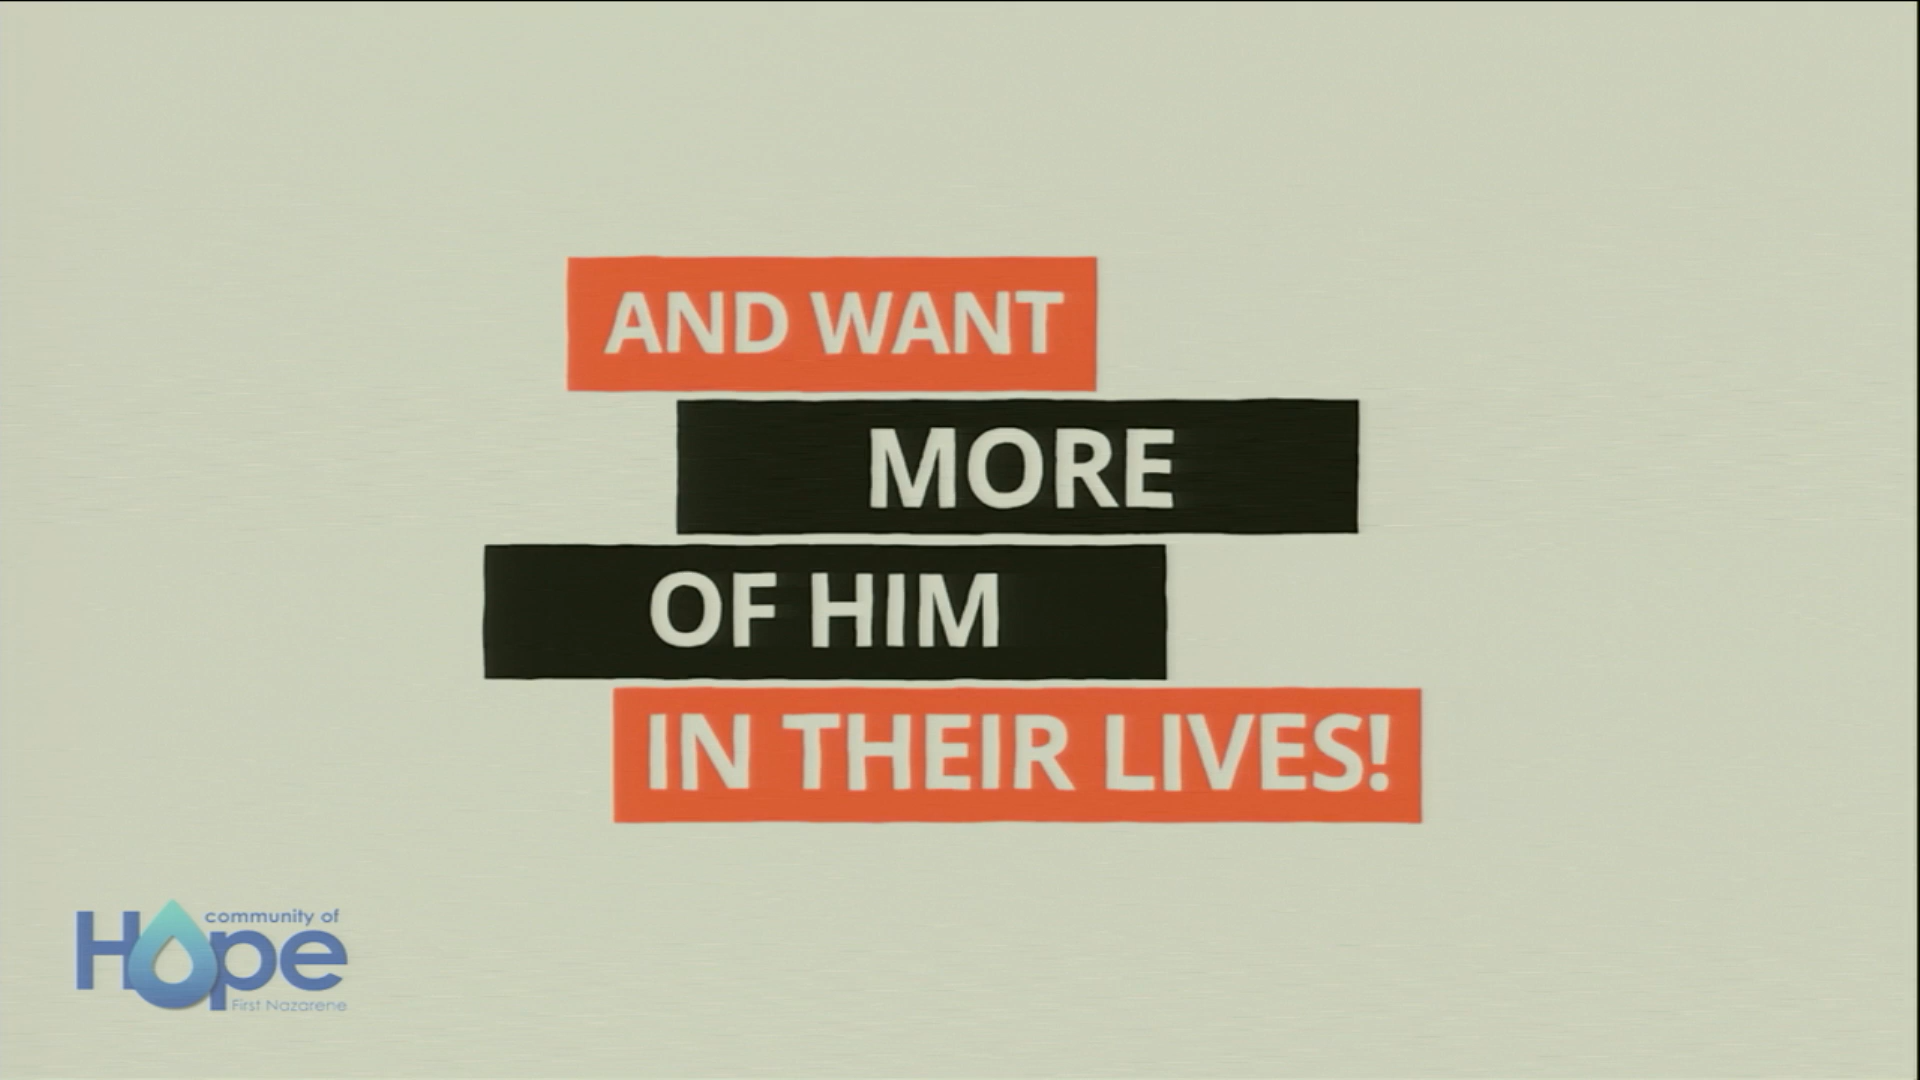 AND WANT
MORE
OF HIM
IN THEIR LIVES!
community of
Hope
First Nazarene